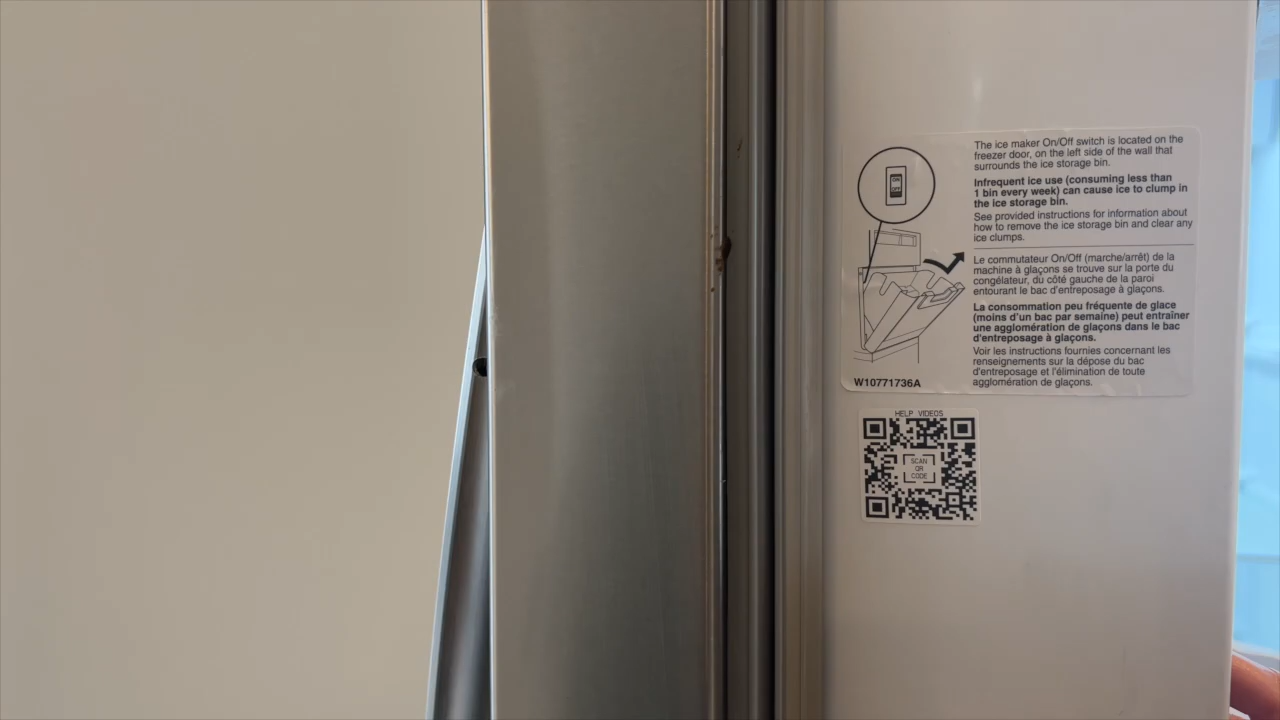 The ice maker On/Off switch is located on the
freezer door, on the left side of the wall that
surrounds the ice storage bin.
Infrequent ice use (consuming less than
1 bin every week) can cause ice to clump in
the ice storage bin.
See provided instructions for information about
how to remove the ice storage bin and clear any
ice clumps.
ON
OFF
Le commutateur On/Off (marche/arrêt) de la
machine à glaçons se trouve sur la porte du
congélateur, du côté gauche de la paroi
entourant le bac d'entreposage à glaçons.
La consommation peu fréquente de glace
(moins d'un bac par semaine) peut entraîner
une agglomération de glaçons dans le bac
d'entreposage à glaçons.
Voir les instructions fournies concernant les
renseignements sur la dépose du bac
d'entreposage et l'élimination de toute
agglomération de glaçons.
W10771736A
HELP VIDEOS
SCAN
QR
CODE